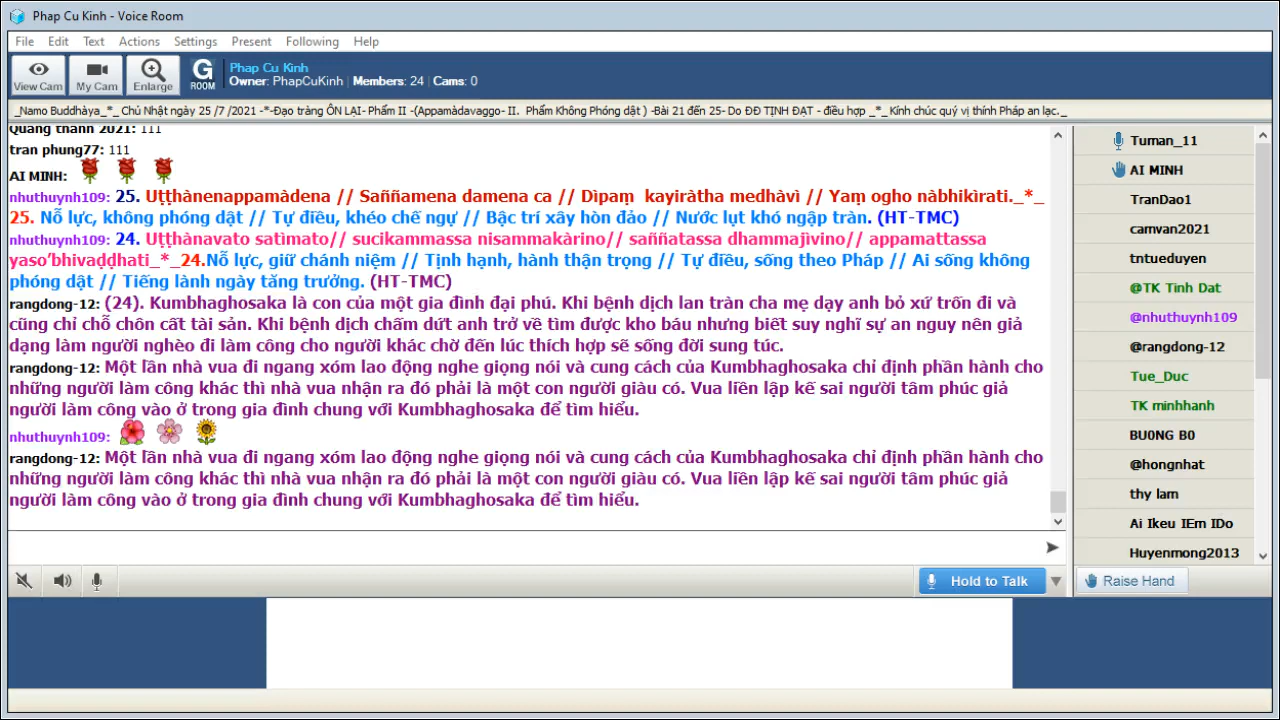 Phap Cu Kinh - Voice Room
File Edit Text Actions Settings Present Following Help
View Cam My Cam Enlarge G ROOM
Phap Cu Kinh
Owner: PhapCuKinh | Members: 24 | Cams: 0
_Namo Buddhàya_*_ Chủ Nhật ngày 25 /7 /2021 -*-Đạo tràng ÔN LẠI- Phẩm II -(Appamàdavaggo- II. Phẩm Không Phóng dật ) -Bài 21 đến 25- Do ĐĐ TỊNH ĐẠT - điều hợp _*_ Kính chúc quý vị thính Pháp an lạc._
Quang thanh 2021: 111
tran phung77: 111
AI MINH:
nhuthuynh109: 25. Uṭṭhànenappamàdena // Saññamena damena ca // Dìpaṃ kayiràtha medhàvì // Yaṃ ogho nàbhikìrati._*_
25. Nỗ lực, không phóng dật // Tự điều, khéo chế ngự // Bậc trí xây hòn đảo // Nước lụt khó ngập tràn. (HT-TMC)
nhuthuynh109: 24. Uṭṭhànavato satìmato// sucikammassa nisammakàrino// saññatassa dhammajìvino// appamattassa
yaso’bhivaḍḍhati_*_24.Nỗ lực, giữ chánh niệm // Tịnh hạnh, hành thận trọng // Tự điều, sống theo Pháp // Ai sống không
phóng dật // Tiếng lành ngày tăng trưởng. (HT-TMC)
rangdong-12: (24). Kumbhaghosaka là con của một gia đình đại phú. Khi bệnh dịch lan tràn cha mẹ dạy anh bỏ xứ trốn đi và
cũng chỉ chỗ chôn cất tài sản. Khi bệnh dịch chấm dứt anh trở về tìm được kho báu nhưng biết suy nghĩ sự an nguy nên giả
dạng làm người nghèo đi làm công cho người khác chờ đến lúc thích hợp sẽ sống đời sung túc.
rangdong-12: Một lần nhà vua đi ngang xóm lao động nghe giọng nói và cung cách của Kumbhaghosaka chỉ định phần hành cho
những người làm công khác thì nhà vua nhận ra đó phải là một con người giàu có. Vua liền lập kế sai người tâm phúc giả
người làm công vào ở trong gia đình chung với Kumbhaghosaka để tìm hiểu.
nhuthuynh109:
rangdong-12: Một lần nhà vua đi ngang xóm lao động nghe giọng nói và cung cách của Kumbhaghosaka chỉ định phần hành cho
những người làm công khác thì nhà vua nhận ra đó phải là một con người giàu có. Vua liền lập kế sai người tâm phúc giả
người làm công vào ở trong gia đình chung với Kumbhaghosaka để tìm hiểu.
Hold to Talk
Tuman_11
AI MINH
TranDao1
camvan2021
tntueduyen
@TK Tinh Dat
@nhuthuynh109
@rangdong-12
Tue_Duc
TK minhhanh
BU0NG B0
@hongnhat
thy lam
Ai Ikeu IEm IDo
Huyenmong2013
Raise Hand